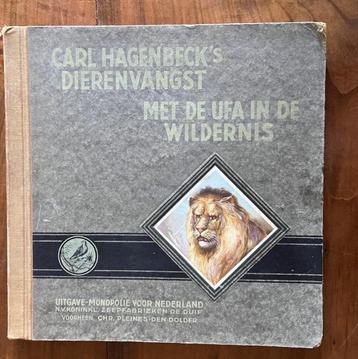 CARL HAGENBECK's
DIERENVANGST
MET DE UFA IN DE
WILDERNIS
UITGAVE-MONOPOLIE VOOR NEDERLAND
N.V. KONINKL. ZEEPFABRIEKEN DE DUIF
VOORHEEN CHR. PLEINES-DEN DOLDER